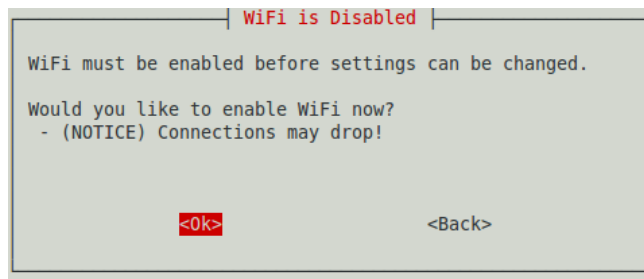 WiFi is Disabled
WiFi must be enabled before settings can be changed.
Would you like to enable WiFi now?
- (NOTICE) Connections may drop!
<Ok> <Back>